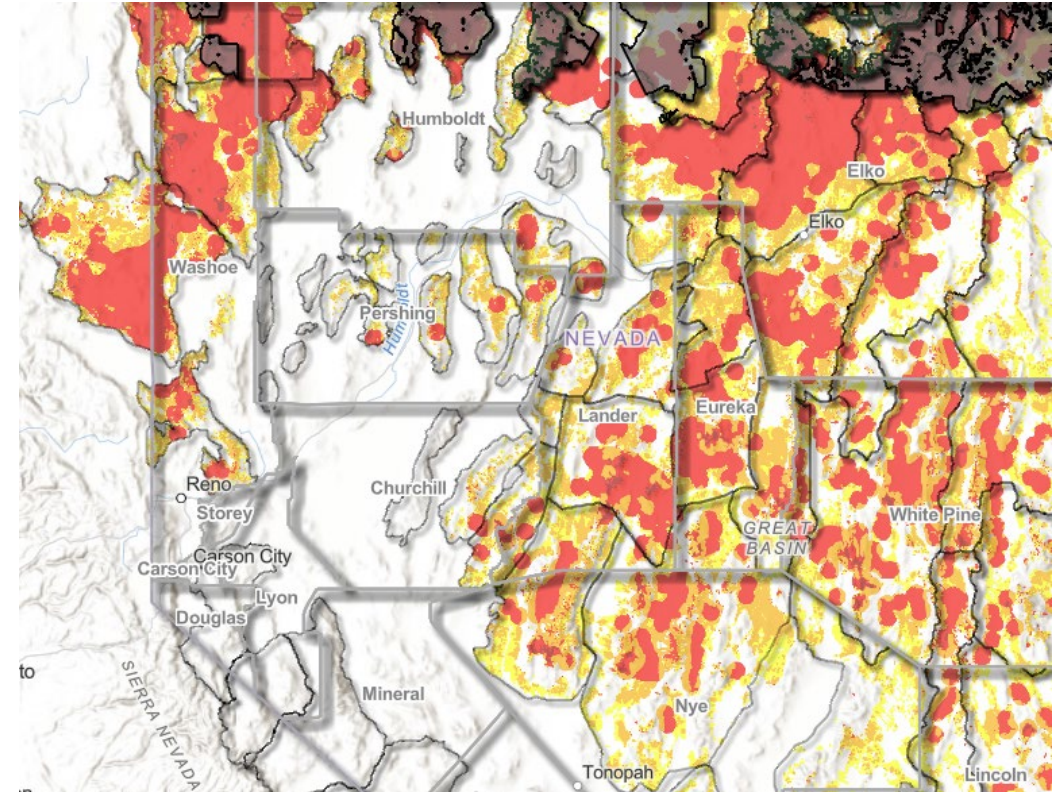 Humboldt
Elko
Elko
Washoe
Pershing
Humboldt
NEVADA
Lander
Eureka
Reno
Storey
Churchill
White Pine
GREAT
BASIN
Carson City
Carson City
Lyon
Douglas
SIERRA NEVADA
Mineral
Nye
Tonopah
Lincoln
to